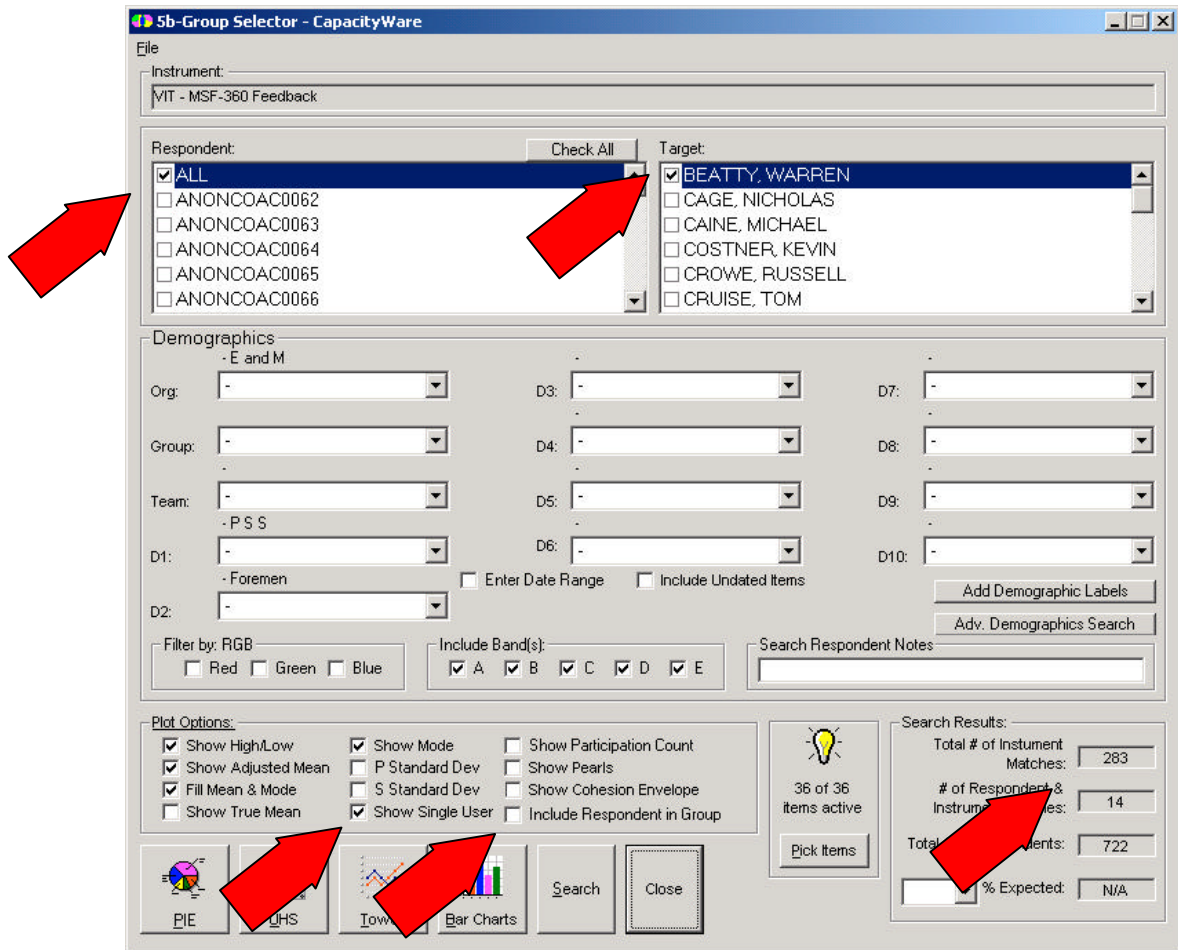 5b-Group Selector - CapacityWare
File
Instrument:
VIT - MSF-360 Feedback
Respondent:
Check All
ALL
ANONCOAC0062
ANONCOAC0063
ANONCOAC0064
ANONCOAC0065
ANONCOAC0066
Target:
BEATTY, WARREN
CAGE, NICHOLAS
CAINE, MICHAEL
COSTNER, KEVIN
CROWE, RUSSELL
CRUISE, TOM
Demographics
- E and M
Org: -
-
Group: -
-
Team: -
- P S S
D1: -
- Foremen
D2: -
-
D3: -
-
D4: -
-
D5: -
-
D6: -
-
D7: -
-
D8: -
-
D9: -
-
D10: -
Enter Date Range
Include Undated Items
Add Demographic Labels
Adv. Demographics Search
Filter by: RGB
Red Green Blue
Include Band(s):
A B C D E
Search Respondent Notes
Plot Options:
Show High/Low
Show Adjusted Mean
Fill Mean & Mode
Show True Mean
Show Mode
P Standard Dev
S Standard Dev
Show Single User
Show Participation Count
Show Pearls
Show Cohesion Envelope
Include Respondent in Group
36 of 36
items active
Pick Items
Search Results:
Total # of Instument
Matches: 283
# of Respondent &
14
Total 722
% Expected: N/A
PIE
Bar Charts
Search
Close